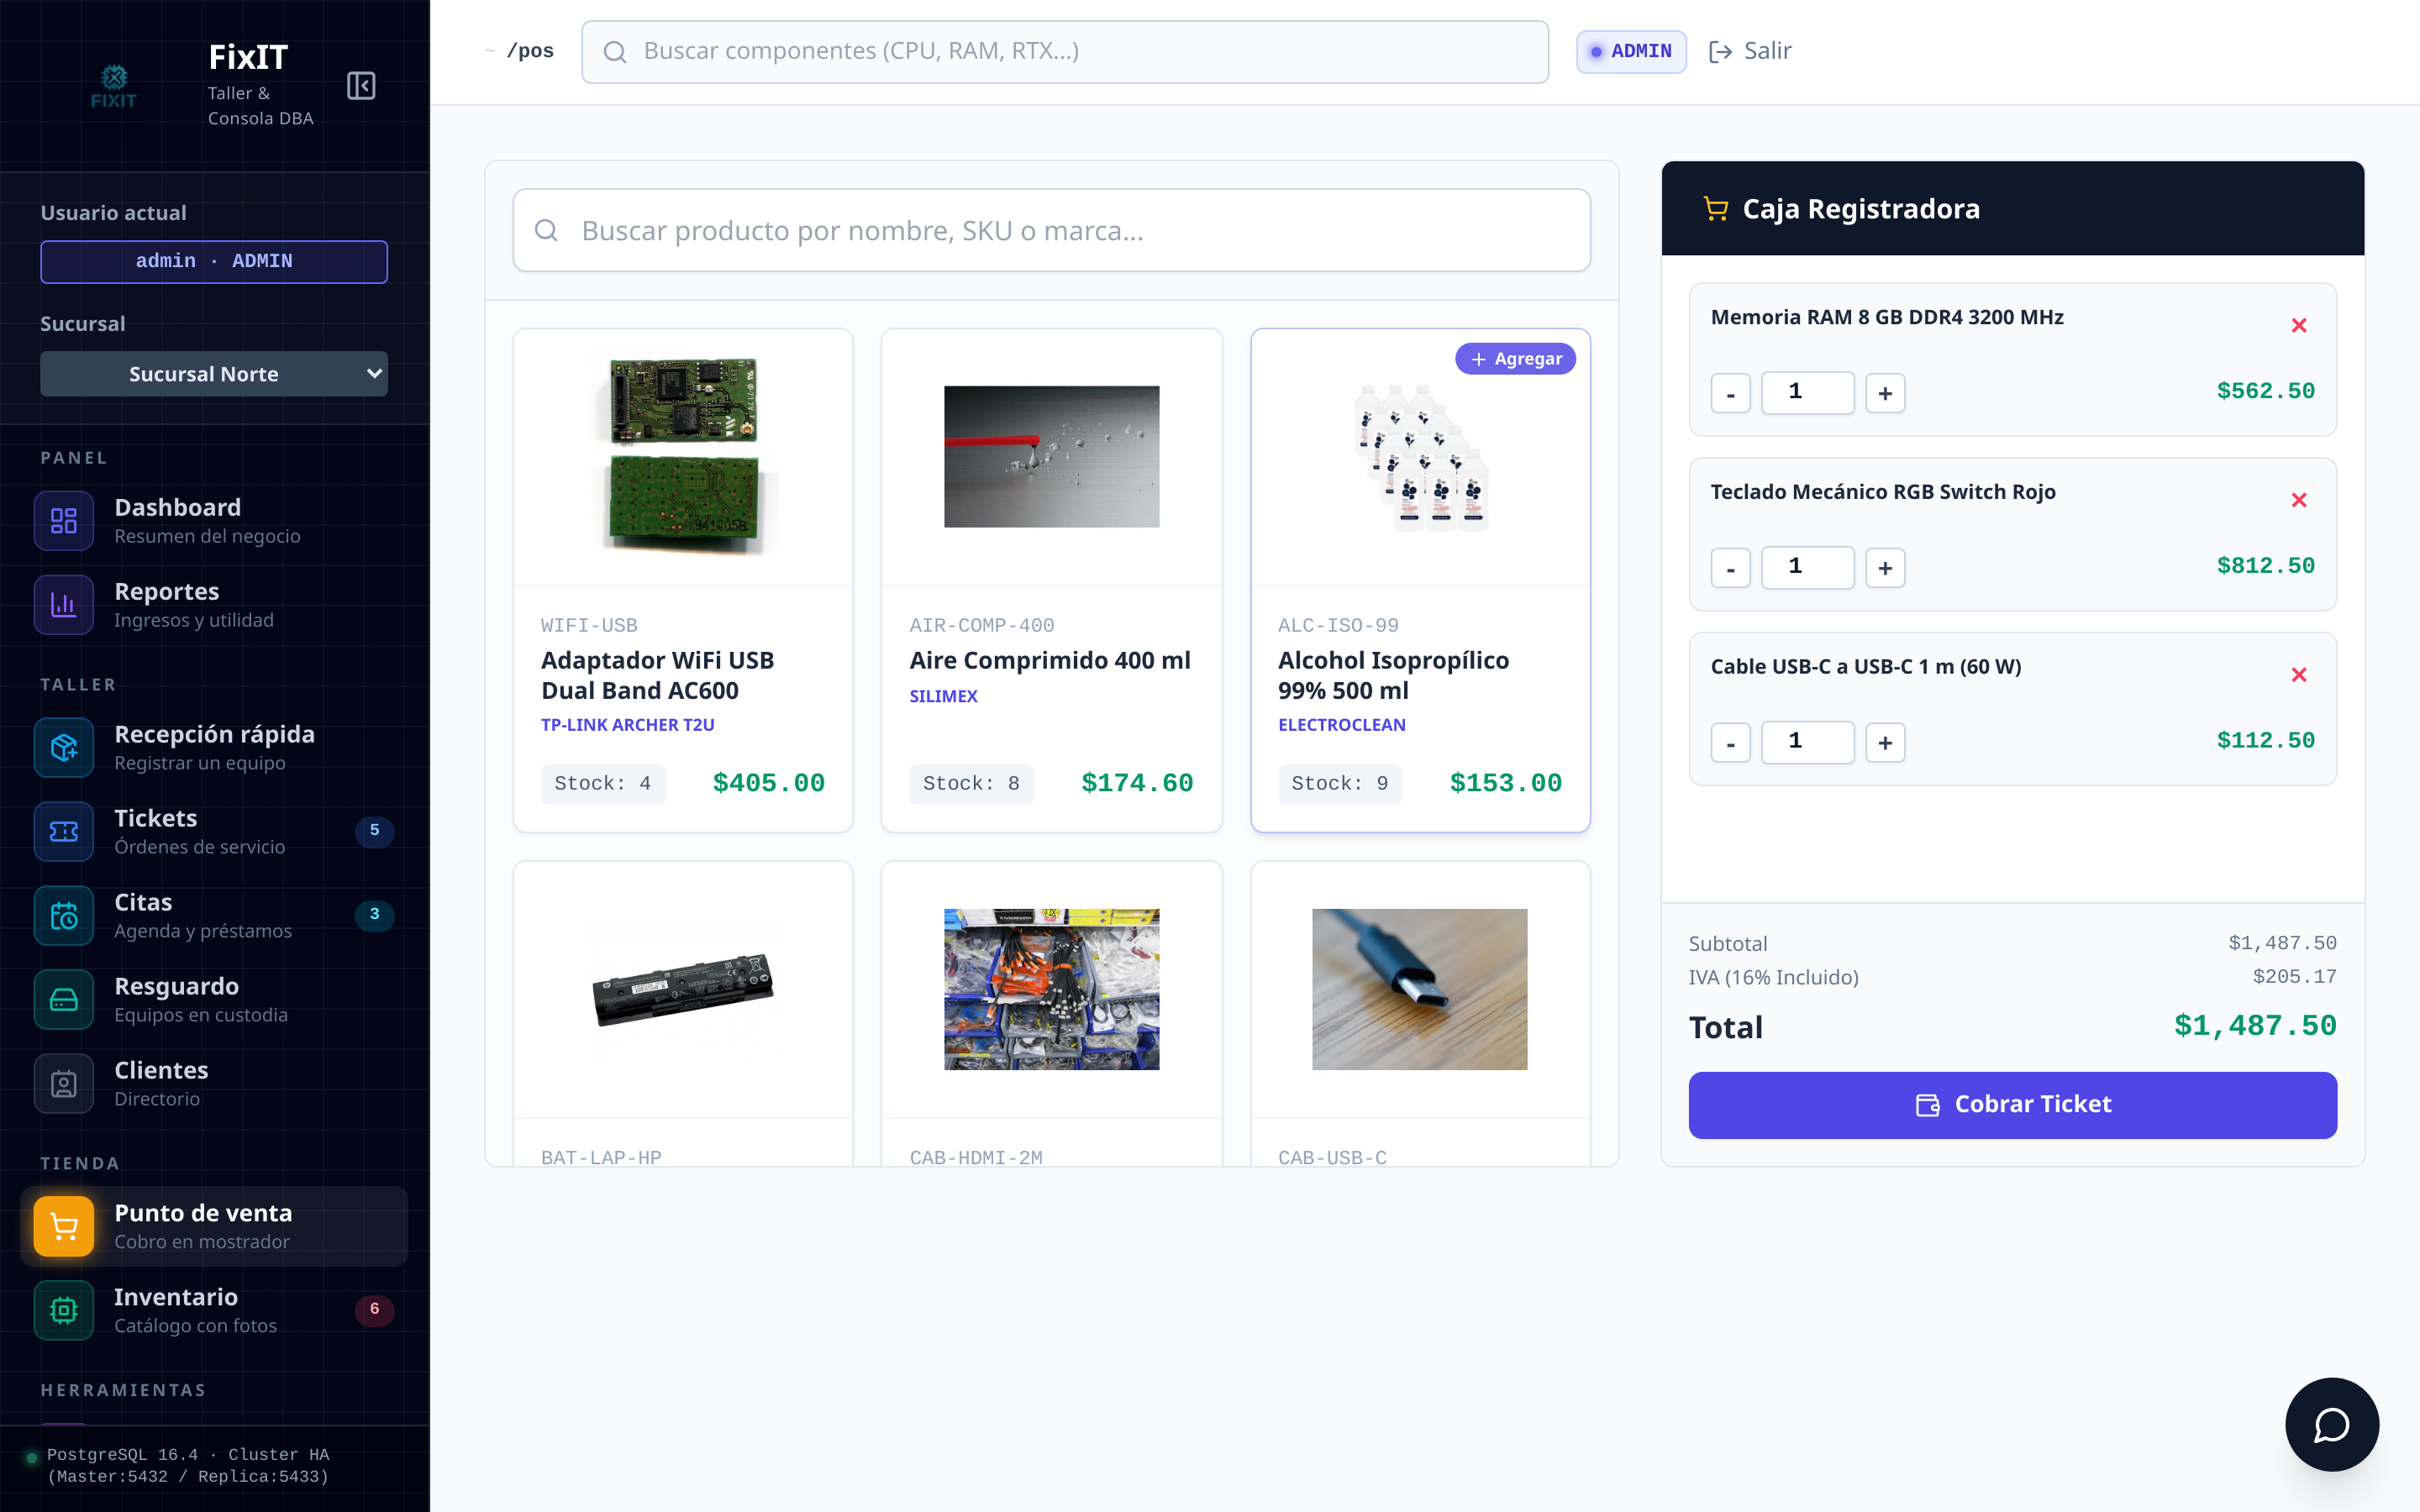 FIXIT
FixIT
Taller &
Consola DBA
Usuario actual
admin · ADMIN
Sucursal
Sucursal Norte
PANEL
Dashboard
Resumen del negocio
Reportes
Ingresos y utilidad
TALLER
Recepción rápida
Registrar un equipo
Tickets
Órdenes de servicio
5
Citas
Agenda y préstamos
3
Resguardo
Equipos en custodia
Clientes
Directorio
TIENDA
Punto de venta
Cobro en mostrador
Inventario
Catálogo con fotos
6
HERRAMIENTAS
PostgreSQL 16.4 · Cluster HA
(Master:5432 / Replica:5433)
~ /pos
Buscar componentes (CPU, RAM, RTX...)
ADMIN
Salir
Buscar producto por nombre, SKU o marca...
WIFI-USB
Adaptador WiFi USB
Dual Band AC600
TP-LINK ARCHER T2U
Stock: 4
$405.00
AIR-COMP-400
Aire Comprimido 400 ml
SILIMEX
Stock: 8
$174.60
+ Agregar
ALC-ISO-99
Alcohol Isopropílico
99% 500 ml
ELECTROCLEAN
Stock: 9
$153.00
BAT-LAP-HP
CAB-HDMI-2M
CAB-USB-C
Caja Registradora
Memoria RAM 8 GB DDR4 3200 MHz
×
- 1 +
$562.50
Teclado Mecánico RGB Switch Rojo
×
- 1 +
$812.50
Cable USB-C a USB-C 1 m (60 W)
×
- 1 +
$112.50
Subtotal
$1,487.50
IVA (16% Incluido)
$205.17
Total
$1,487.50
Cobrar Ticket